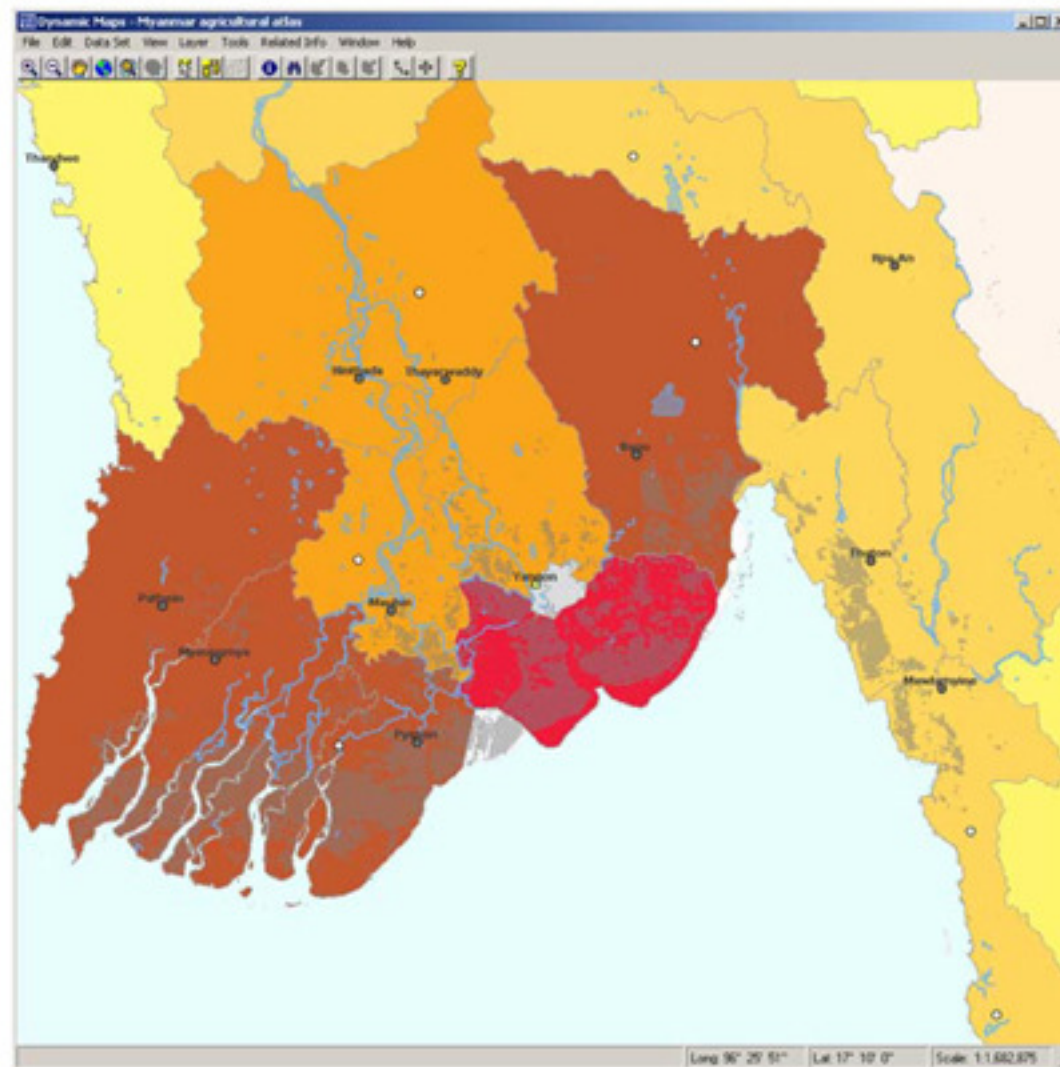 Dynamic Maps - Myanmar agricultural atlas
File Edit Data Set View Layer Tools Related Info Window Help
Thandwe
Hpa-An
Hinthada Thayarwaddy
Bago
Thaton
Yangon
Pathein
Maubin
Myaungmya
Mawlamyine
Pyapon
Long: 96° 25' 51" Lat: 17° 10' 0" Scale: 1:1,682,875